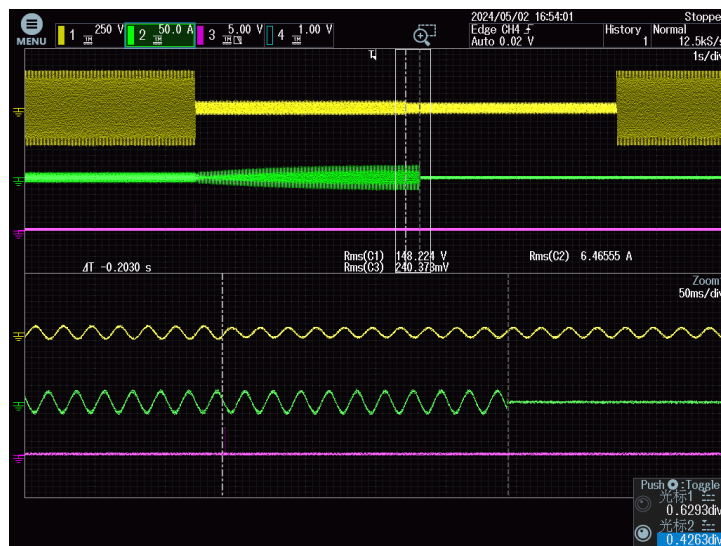 2024/05/02 16:54:01 Stoppe
MENU 1 250 V 2 50.0 A 3 5.00 V 4 1.00 V Edge CH4 History Normal
Auto 0.02 V 1 12.5kS/s
1s/div
Rms(C1) 148.224 V Rms(C2) 6.46555 A
ΔT -0.2030 s Rms(C3) 240.373mV
Zoom1
50ms/div
Push :Toggle
光标1
0.6293div
光标2
0.4263div